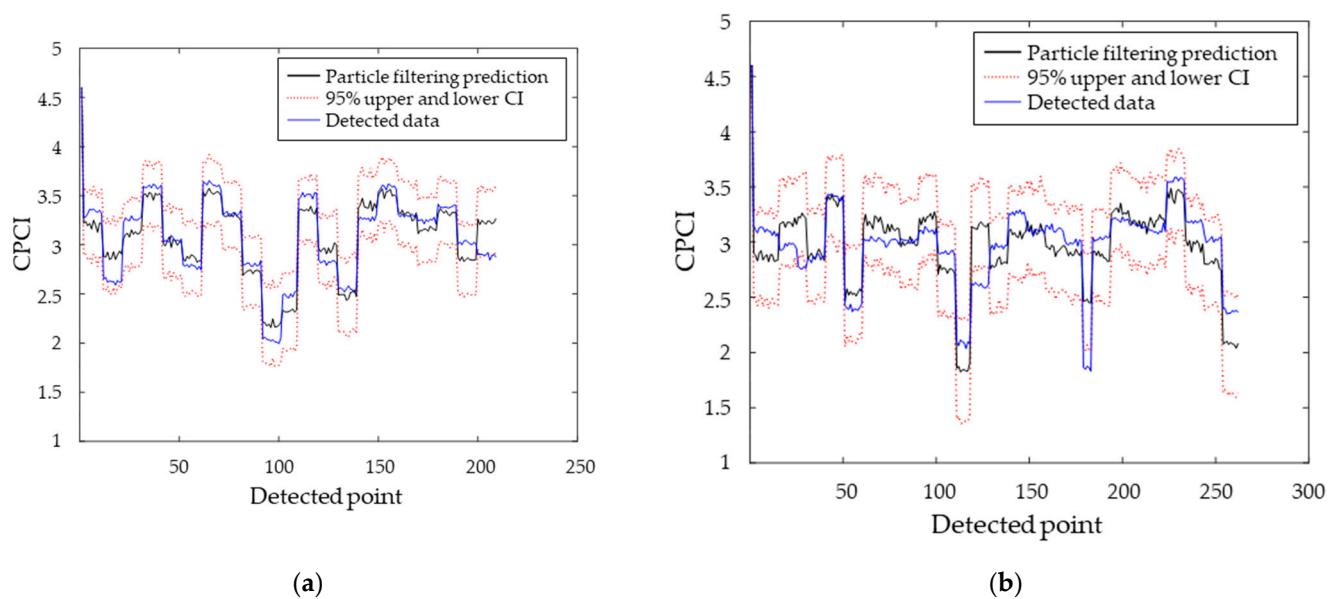 5
4.5
4
3.5
3
2.5
2
1.5
1
CPCI
50 100 150 200 250
Detected point
Particle filtering prediction
95% upper and lower CI
Detected data
(a)
5
4.5
4
3.5
3
2.5
2
1.5
1
CPCI
50 100 150 200 250 300
Detected point
Particle filtering prediction
95% upper and lower CI
Detected data
(b)